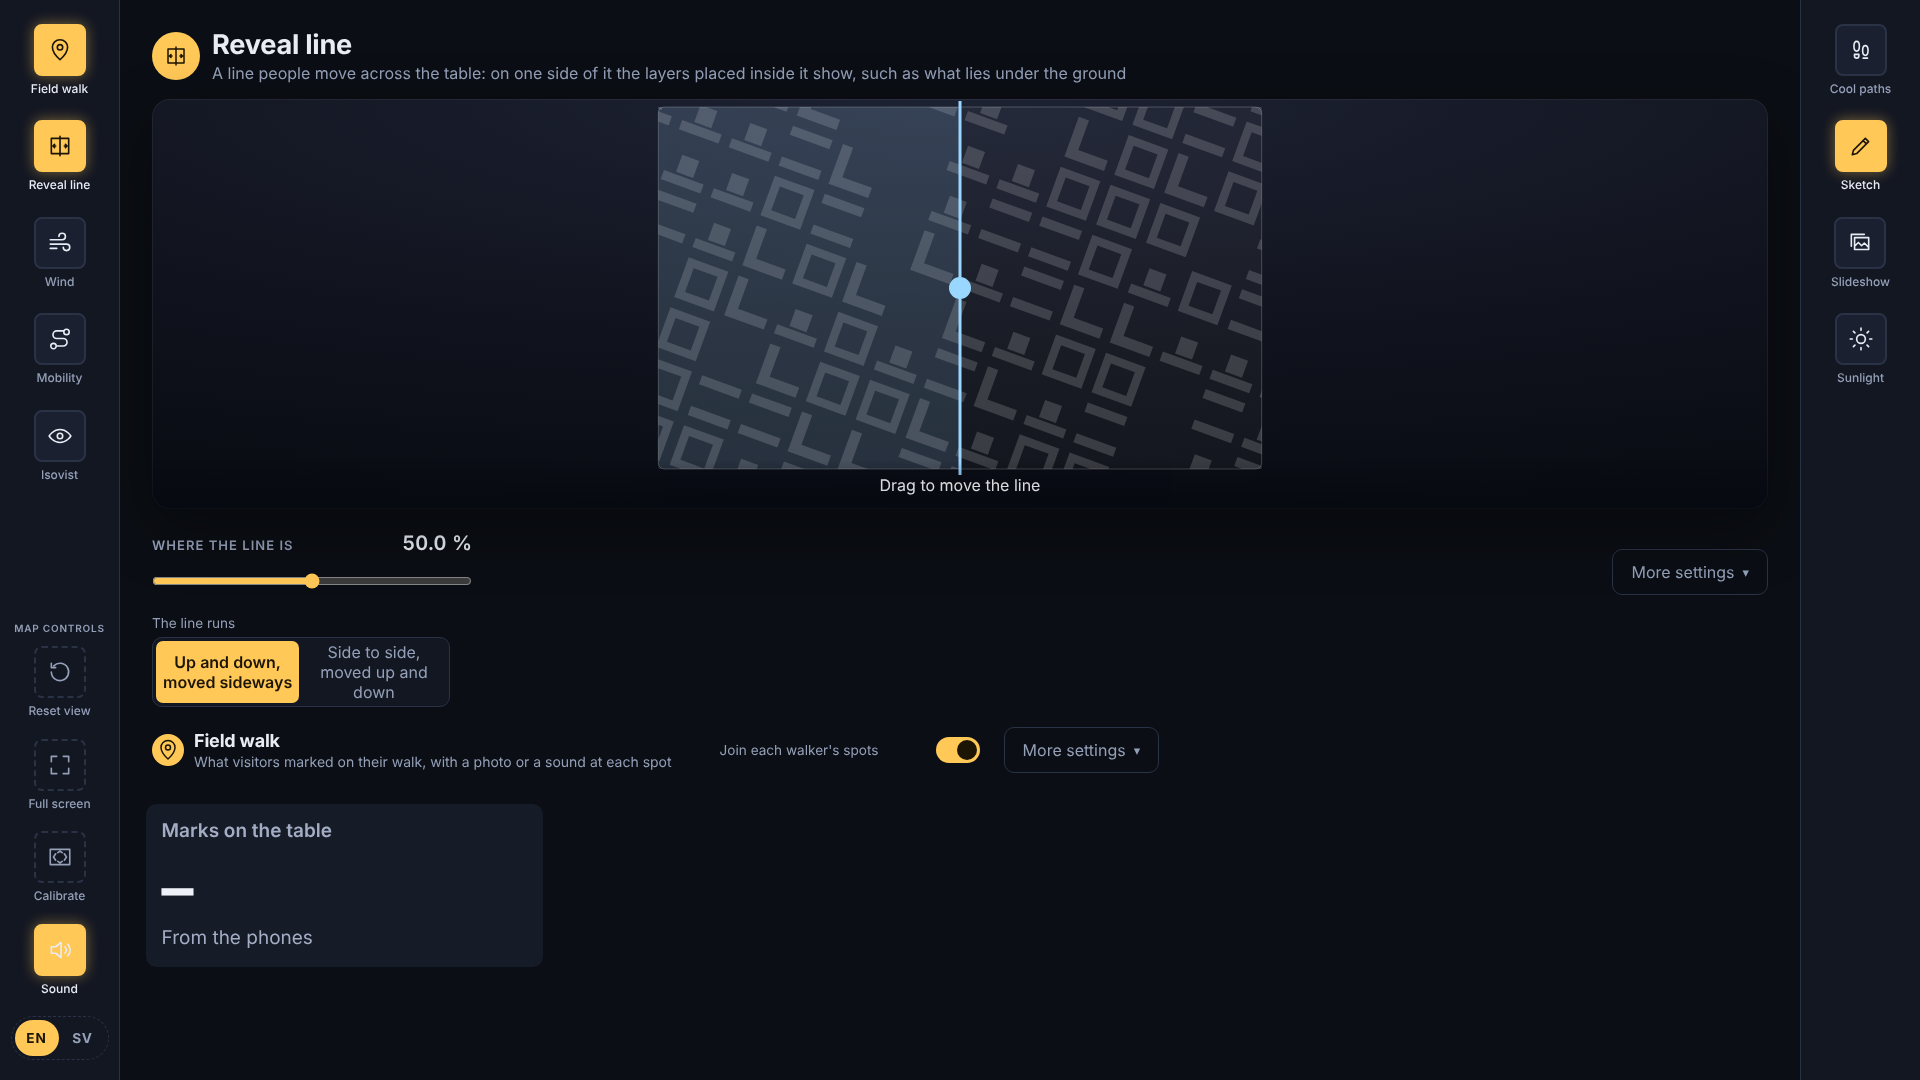 Field walk
Reveal line
Wind
Mobility
Isovist
MAP CONTROLS
Reset view
Full screen
Calibrate
Sound
EN SV
Reveal line
A line people move across the table: on one side of it the layers placed inside it show, such as what lies under the ground
Drag to move the line
WHERE THE LINE IS 50.0 %
More settings ▾
The line runs
Up and down,
moved sideways
Side to side,
moved up and
down
Field walk
What visitors marked on their walk, with a photo or a sound at each spot
Join each walker's spots
More settings ▾
Marks on the table
–
From the phones
Cool paths
Sketch
Slideshow
Sunlight